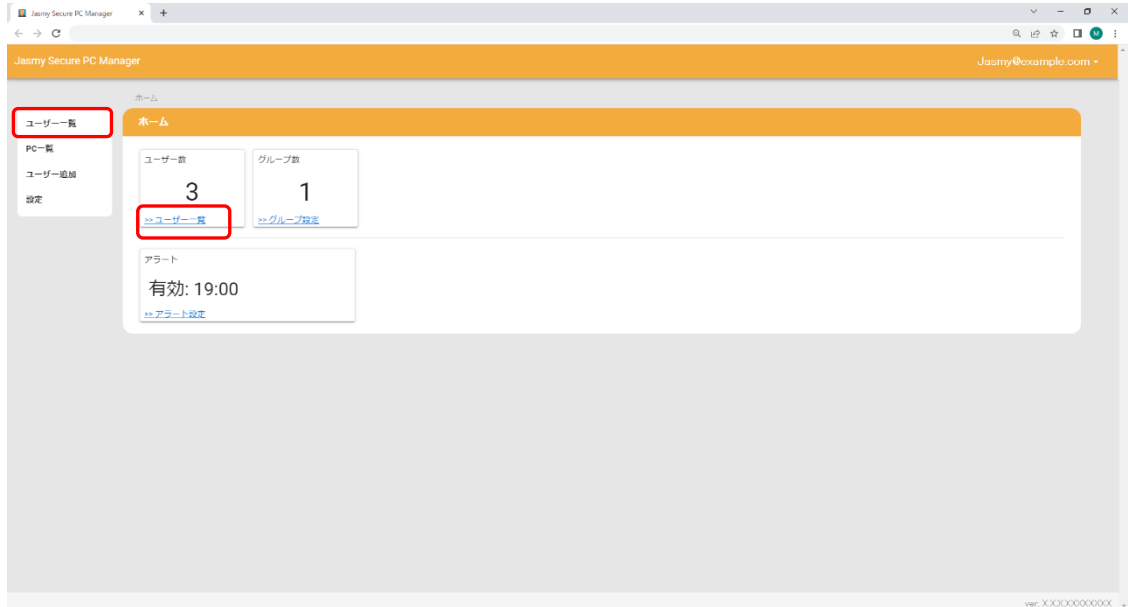 Jasmy Secure PC Manager
M
Jasmy Secure PC Manager
Jasmy@example.com
ホーム
ユーザー一覧
PC一覧
ユーザー追加
設定
ホーム
ユーザー数
3
>> ユーザー一覧
グループ数
1
>> グループ設定
アラート
有効: 19:00
>> アラート設定
ver. X.XXXXXXXXXX